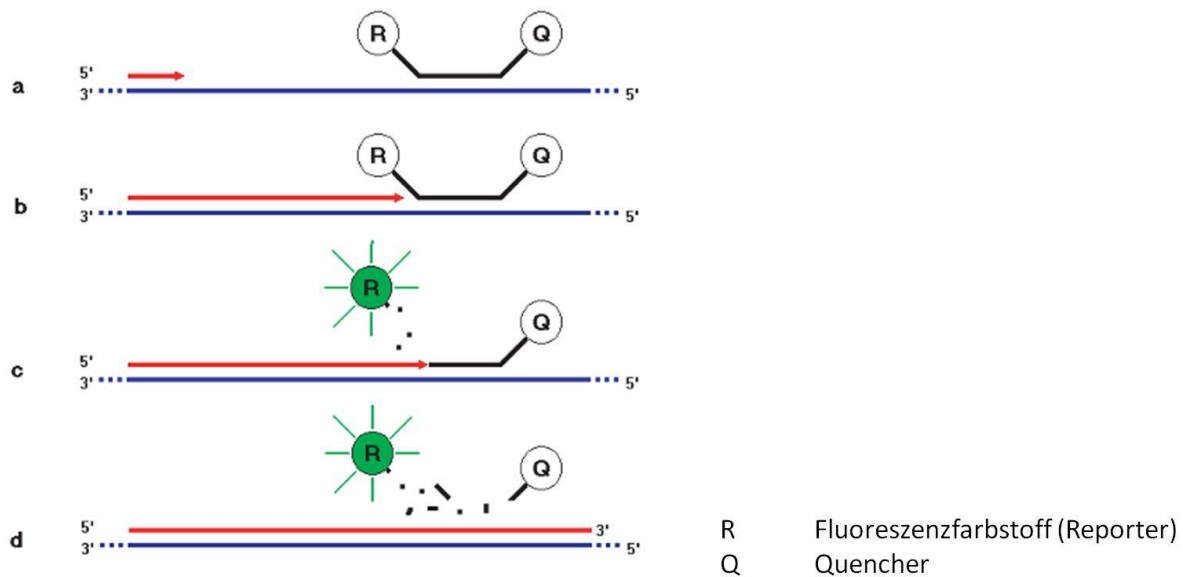 R Q
5'
a 3' 5'
R Q
5'
b 3' 5'
R
Q
5'
c 3' 5'
R
Q
5' 3'
d 3' 5'
R Fluoreszenzfarbstoff (Reporter)
Q Quencher